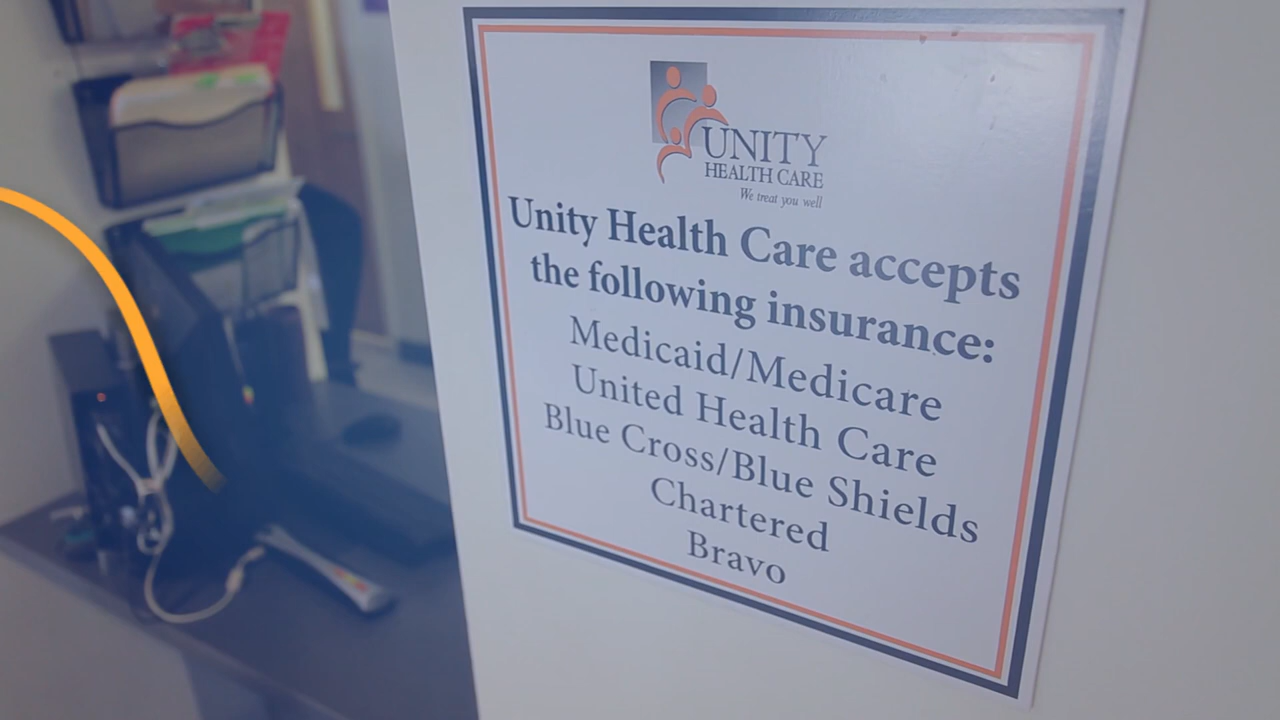 UNITY
HEALTH CARE
We treat you well
Unity Health Care accepts
the following insurance:
Medicaid/Medicare
United Health Care
Blue Cross/Blue Shields
Chartered
Bravo